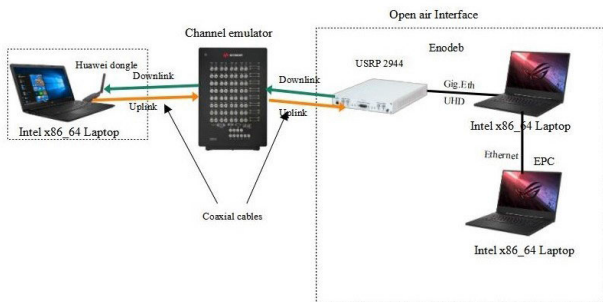 Open air Interface
Channel emulator
Enodeb
USRP 2944
Huawei dongle
Downlink
Downlink
Gig.Eth
Uplink
Uplink
UHD
Intel x86_64 Laptop
Intel x86_64 Laptop
Ethernet
EPC
Coaxial cables
Intel x86_64 Laptop